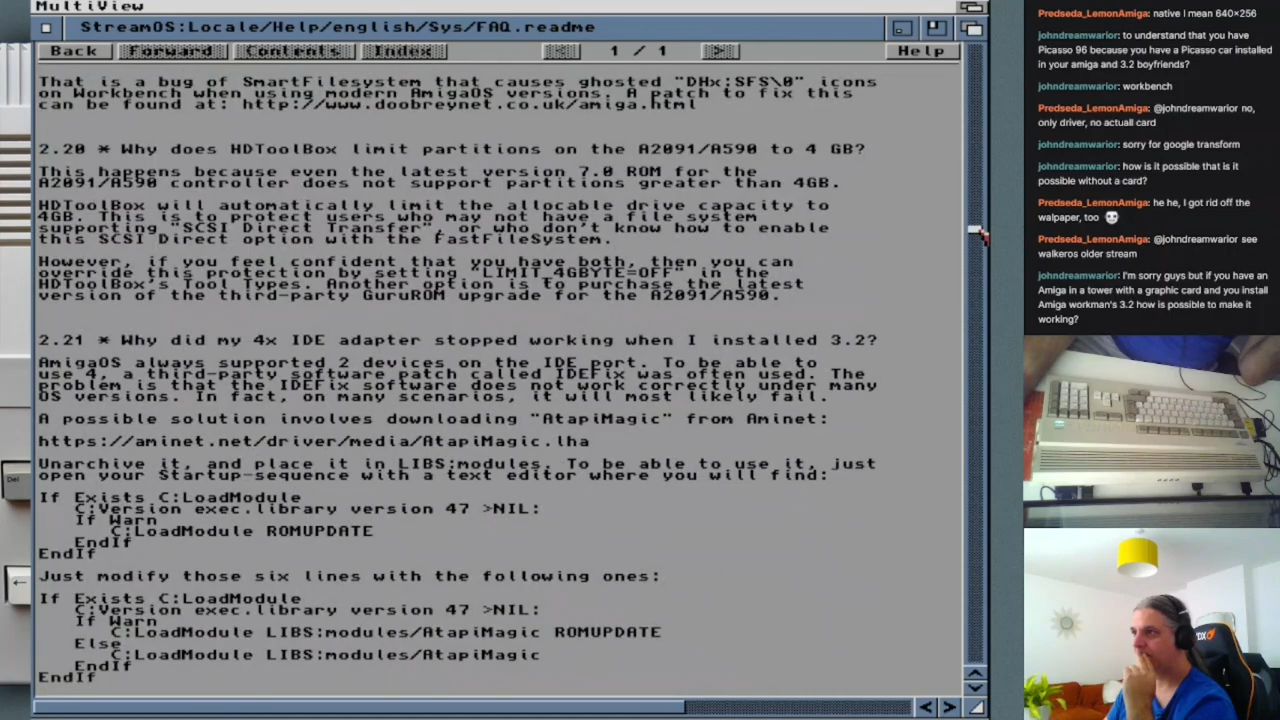 MultiView
StreamOS:Locale/Help/english/Sys/FAQ.readme
Back Forward Contents Index < 1 / 1 > Help
That is a bug of SmartFilesystem that causes ghosted "DHx:SFS\0" icons
on Workbench when using modern AmigaOS versions. A patch to fix this
can be found at: http://www.doobreynet.co.uk/amiga.html
2.20 * Why does HDToolBox limit partitions on the A2091/A590 to 4 GB?
This happens because even the latest version 7.0 ROM for the
A2091/A590 controller does not support partitions greater than 4GB.
HDToolBox will automatically limit the allocable drive capacity to
4GB. This is to protect users who may not have a file system
supporting "SCSI Direct Transfer", or who don't know how to enable
this SCSI Direct option with the FastFileSystem.
However, if you feel confident that you have both, then you can
override this protection by setting "LIMIT_4GBYTE=OFF" in the
HDToolBox's Tool Types. Another option is to purchase the latest
version of the third-party GuruROM upgrade for the A2091/A590.
2.21 * Why did my 4x IDE adapter stopped working when I installed 3.2?
AmigaOS always supported 2 devices on the IDE port. To be able to
use 4, a third-party software patch called IDEFix was often used. The
problem is that the IDEFix software does not work correctly under many
OS versions. In fact, on many scenarios, it will most likely fail.
A possible solution involves downloading "AtapiMagic" from Aminet:
https://aminet.net/driver/media/AtapiMagic.lha
Unarchive it, and place it in LIBS:modules. To be able to use it, just
open your Startup-sequence with a text editor where you will find:
If Exists C:LoadModule
C:Version exec.library version 47 >NIL:
If Warn
C:LoadModule ROMUPDATE
EndIf
EndIf
Just modify those six lines with the following ones:
If Exists C:LoadModule
C:Version exec.library version 47 >NIL:
If Warn
C:LoadModule LIBS:modules/AtapiMagic ROMUPDATE
Else
C:LoadModule LIBS:modules/AtapiMagic
EndIf
EndIf
Del
Predseda_LemonAmiga: native I mean 640×256
johndreamwarior: to understand that you have
Picasso 96 because you have a Picasso car installed
in your amiga and 3.2 boyfriends?
johndreamwarior: workbench
Predseda_LemonAmiga: @johndreamwarior no,
only driver, no actuall card
johndreamwarior: sorry for google transform
johndreamwarior: how is it possible that is it
possible without a card?
Predseda_LemonAmiga: he he, I got rid off the
walpaper, too
Predseda_LemonAmiga: @johndreamwarior see
walkeros older stream
johndreamwarior: I'm sorry guys but if you have an
Amiga in a tower with a graphic card and you install
Amiga workman's 3.2 how is possible to make it
working?